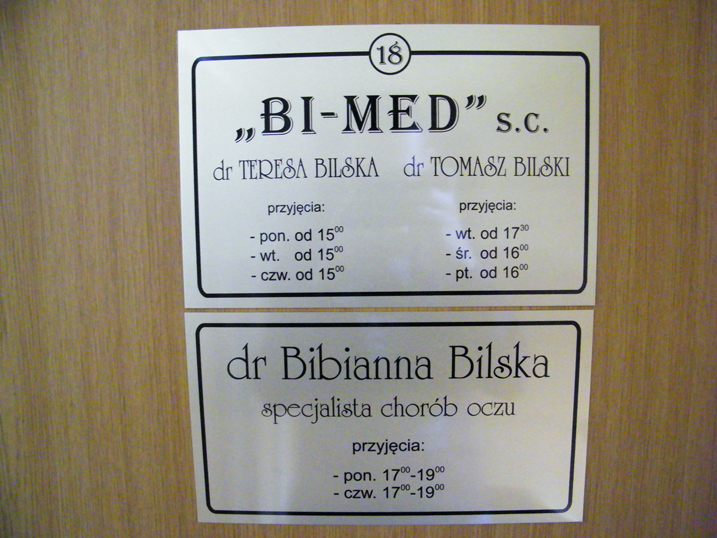 18
„BI-MED” s.c.
dr TERESA BILSKA dr TOMASZ BILSKI
przyjęcia: przyjęcia:
- pon. od 15⁰⁰ - wt. od 17³⁰
- wt. od 15⁰⁰ - śr. od 16⁰⁰
- czw. od 15⁰⁰ - pt. od 16⁰⁰
dr Bibianna Bilska
specjalista chorób oczu
przyjęcia:
- pon. 17⁰⁰-19⁰⁰
- czw. 17⁰⁰-19⁰⁰